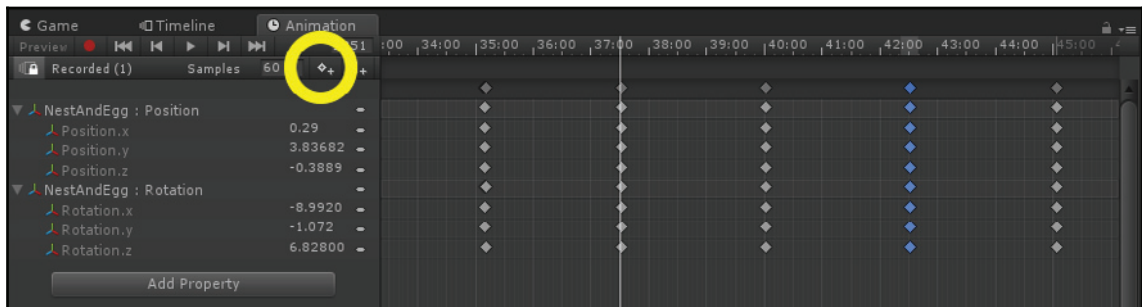 Game Timeline Animation
Preview 51 :00 34:00 35:00 36:00 37:00 38:00 39:00 40:00 41:00 42:00 43:00 44:00 45:00
Recorded (1) Samples 60
NestAndEgg : Position
Position.x 0.29
Position.y 3.83682
Position.z -0.3889
NestAndEgg : Rotation
Rotation.x -8.9920
Rotation.y -1.072
Rotation.z 6.82800
Add Property